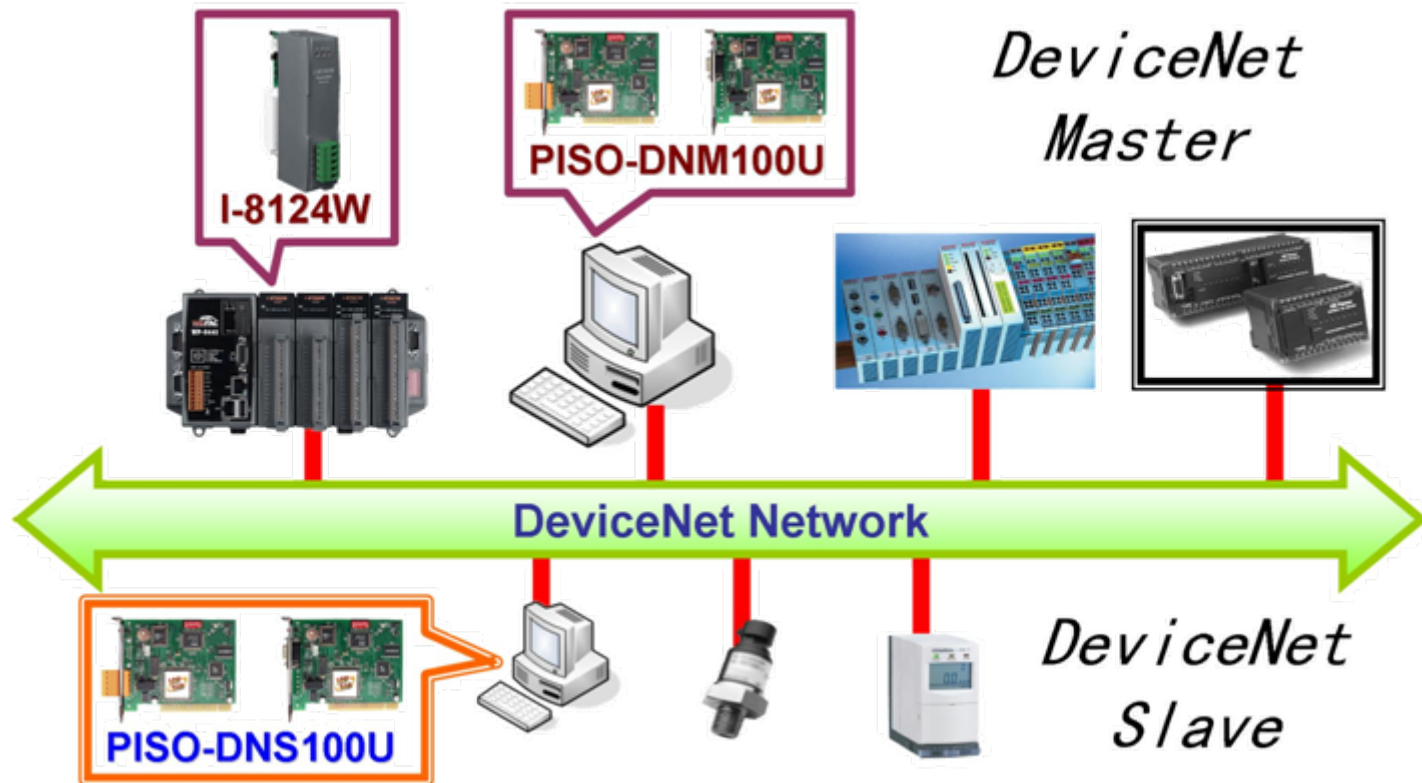 DeviceNet
Master
PISO-DNM100U
I-8124W
DeviceNet Network
PISO-DNS100U
DeviceNet
Slave